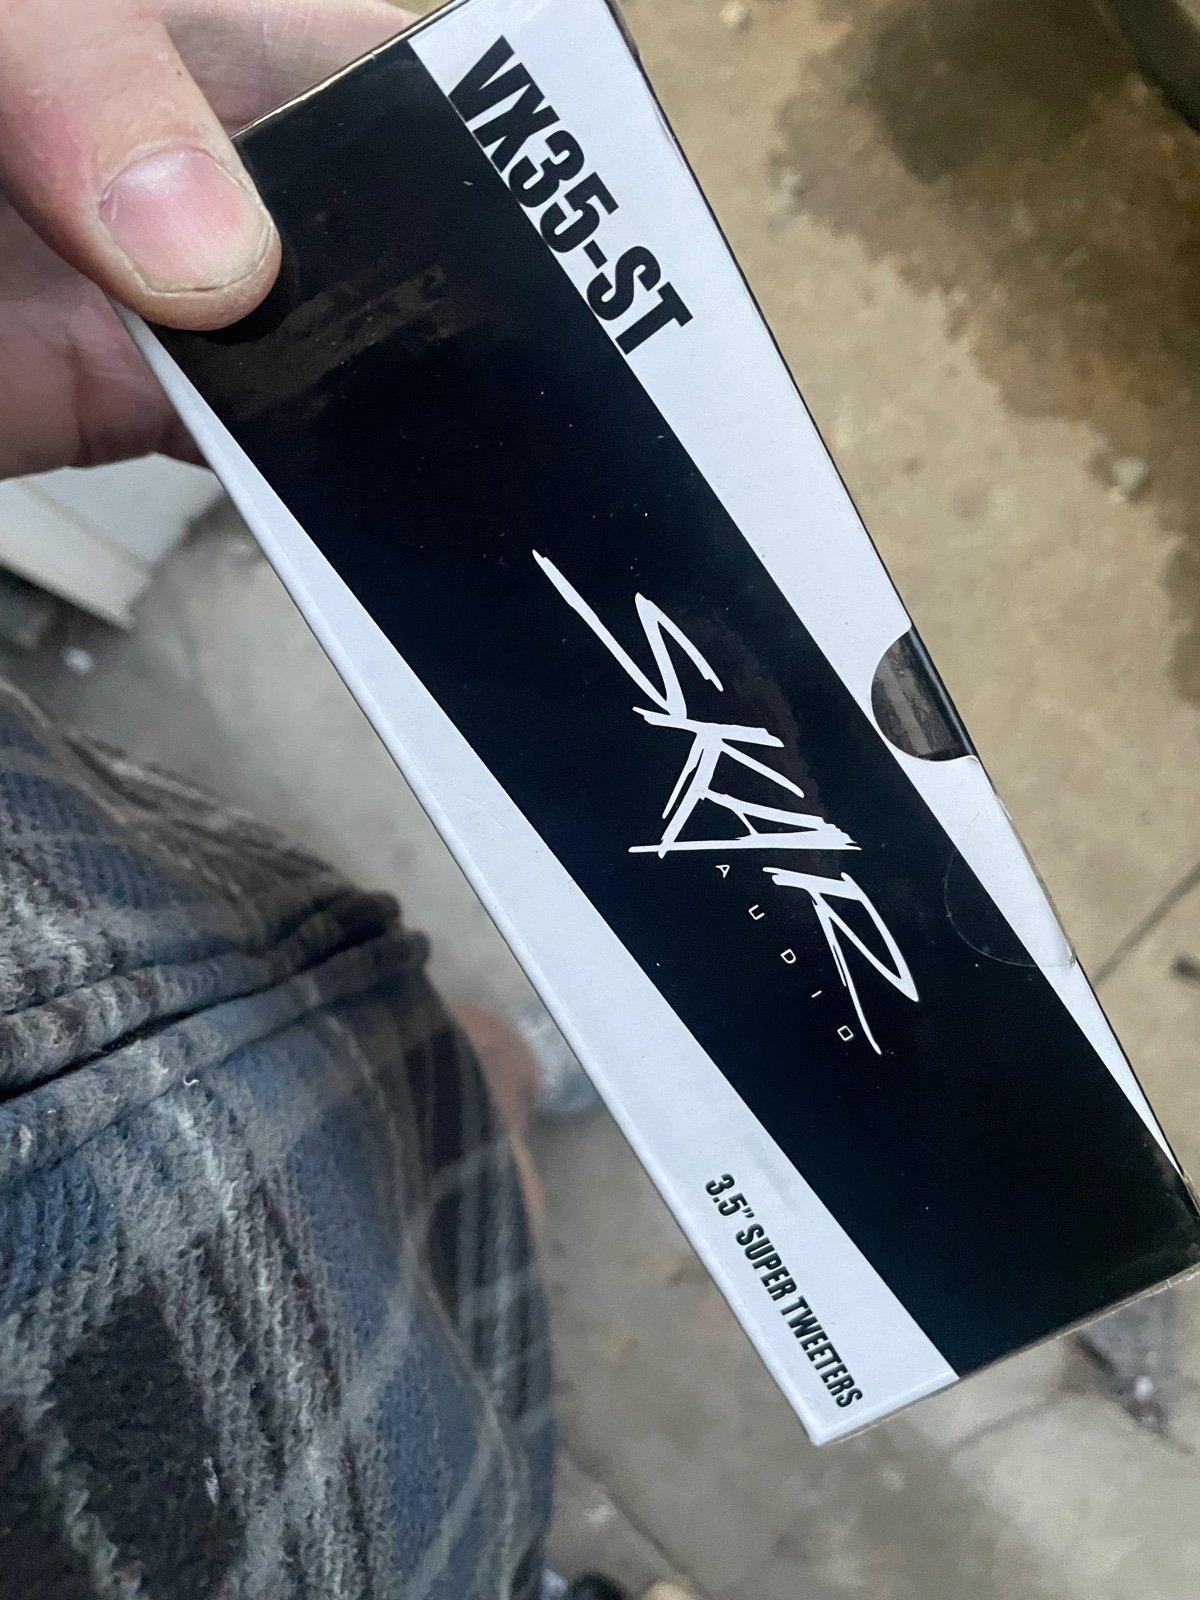 VX35-ST
SKAR
AUDIO
3.5" SUPER TWEETERS